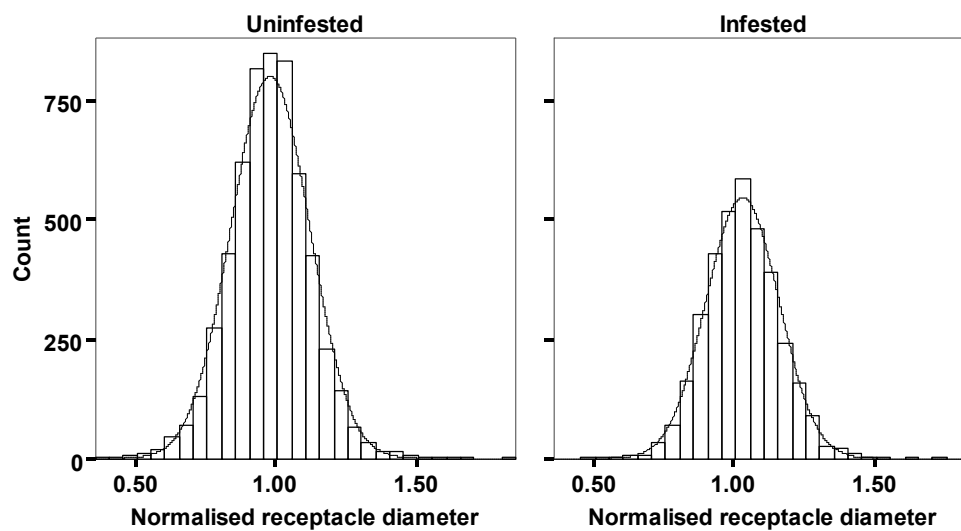 Uninfested
Infested
Count
750
500
250
0
0.50 1.00 1.50
0.50 1.00 1.50
Normalised receptacle diameter
Normalised receptacle diameter